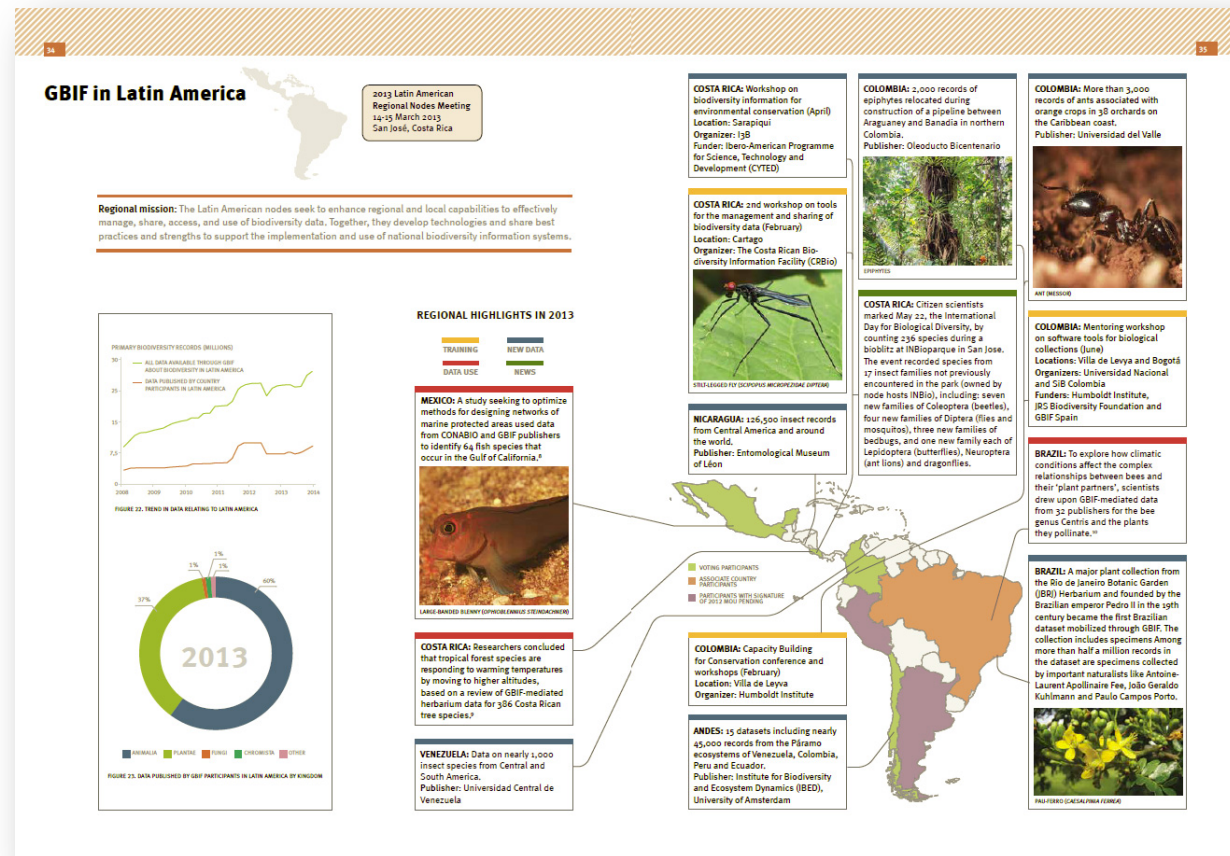 34
35
GBIF in Latin America
2013 Latin American
Regional Nodes Meeting
14-15 March 2013
San José, Costa Rica
Regional mission: The Latin American nodes seek to enhance regional and local capabilities to effectively
manage, share, access, and use of biodiversity data. Together, they develop technologies and share best
practices and strengths to support the implementation and use of national biodiversity information systems.
PRIMARY BIODIVERSITY RECORDS (MILLIONS)
30
25
15
7,5
0
ALL DATA AVAILABLE THROUGH GBIF
ABOUT BIODIVERSITY IN LATIN AMERICA
DATA PUBLISHED BY COUNTRY
PARTICIPANTS IN LATIN AMERICA
2008 2009 2010 2011 2012 2013 2014
FIGURE 22. TREND IN DATA RELATING TO LATIN AMERICA
1%
1% 1%
37% 60%
2013
ANIMALIA PLANTAE FUNGI CHROMISTA OTHER
FIGURE 23. DATA PUBLISHED BY GBIF PARTICIPANTS IN LATIN AMERICA BY KINGDOM
REGIONAL HIGHLIGHTS IN 2013
TRAINING NEW DATA
DATA USE NEWS
MEXICO: A study seeking to optimize
methods for designing networks of
marine protected areas used data
from CONABIO and GBIF publishers
to identify 64 fish species that
occur in the Gulf of California.⁸
LARGE-BANDED BLENNY (OPHIOBLENNIUS STEINDACHNERI)
COSTA RICA: Researchers concluded
that tropical forest species are
responding to warming temperatures
by moving to higher altitudes,
based on a review of GBIF-mediated
herbarium data for 386 Costa Rican
tree species.⁹
VENEZUELA: Data on nearly 1,000
insect species from Central and
South America.
Publisher: Universidad Central de
Venezuela
COSTA RICA: Workshop on
biodiversity information for
environmental conservation (April)
Location: Sarapiqui
Organizer: I3B
Funder: Ibero-American Programme
for Science, Technology and
Development (CYTED)
COSTA RICA: 2nd workshop on tools
for the management and sharing of
biodiversity data (February)
Location: Cartago
Organizer: The Costa Rican Bio-
diversity Information Facility (CRBio)
STILT-LEGGED FLY (SCIPOPUS MICROPEZIDAE DIPTERA)
NICARAGUA: 126,500 insect records
from Central America and around
the world.
Publisher: Entomological Museum
of Léon
COLOMBIA: 2,000 records of
epiphytes relocated during
construction of a pipeline between
Araguaney and Banadia in northern
Colombia.
Publisher: Oleoducto Bicentenario
EPIPHYTES
COSTA RICA: Citizen scientists
marked May 22, the International
Day for Biological Diversity, by
counting 236 species during a
bioblitz at INBioparque in San Jose.
The event recorded species from
17 insect families not previously
encountered in the park (owned by
node hosts INBio), including: seven
new families of Coleoptera (beetles),
four new families of Diptera (flies and
mosquitos), three new families of
bedbugs, and one new family each of
Lepidoptera (butterflies), Neuroptera
(ant lions) and dragonflies.
COLOMBIA: More than 3,000
records of ants associated with
orange crops in 38 orchards on
the Caribbean coast.
Publisher: Universidad del Valle
ANT (MESSOR)
COLOMBIA: Mentoring workshop
on software tools for biological
collections (June)
Locations: Villa de Levya and Bogotá
Organizers: Universidad Nacional
and SiB Colombia
Funders: Humboldt Institute,
JRS Biodiversity Foundation and
GBIF Spain
BRAZIL: To explore how climatic
conditions affect the complex
relationships between bees and
their 'plant partners', scientists
drew upon GBIF-mediated data
from 32 publishers for the bee
genus Centris and the plants
they pollinate.¹⁰
VOTING PARTICIPANTS
ASSOCIATE COUNTRY
PARTICIPANTS
PARTICIPANTS WITH SIGNATURE
OF 2012 MOU PENDING
COLOMBIA: Capacity Building
for Conservation conference and
workshops (February)
Location: Villa de Leyva
Organizer: Humboldt Institute
ANDES: 15 datasets including nearly
45,000 records from the Páramo
ecosystems of Venezuela, Colombia,
Peru and Ecuador.
Publisher: Institute for Biodiversity
and Ecosystem Dynamics (IBED),
University of Amsterdam
BRAZIL: A major plant collection from
the Rio de Janeiro Botanic Garden
(JBRJ) Herbarium and founded by the
Brazilian emperor Pedro II in the 19th
century became the first Brazilian
dataset mobilized through GBIF. The
collection includes specimens Among
more than half a million records in
the dataset are specimens collected
by important naturalists like Antoine-
Laurent Apollinaire Fee, João Geraldo
Kuhlmann and Paulo Campos Porto.
PAU-FERRO (CAESALPINIA FERREA)